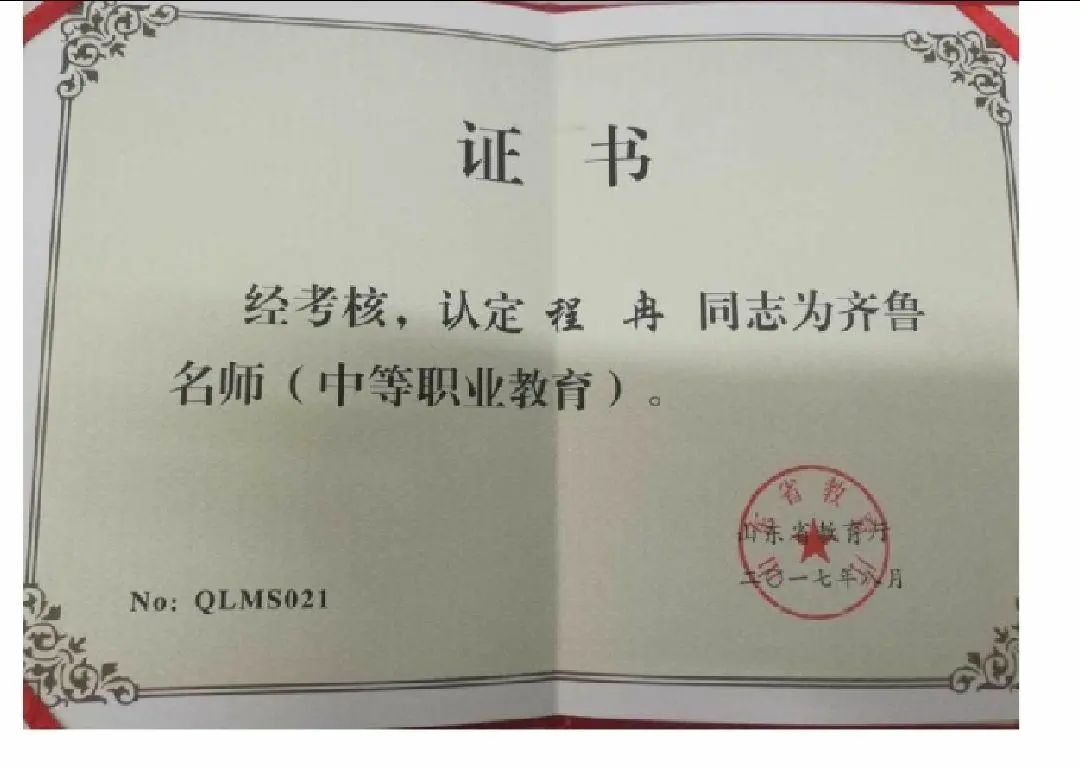 证 书
经考核，认定 程 冉 同志为齐鲁
名师（中等职业教育）。
山东省教育厅
二〇一七年八月
No: QLMS021